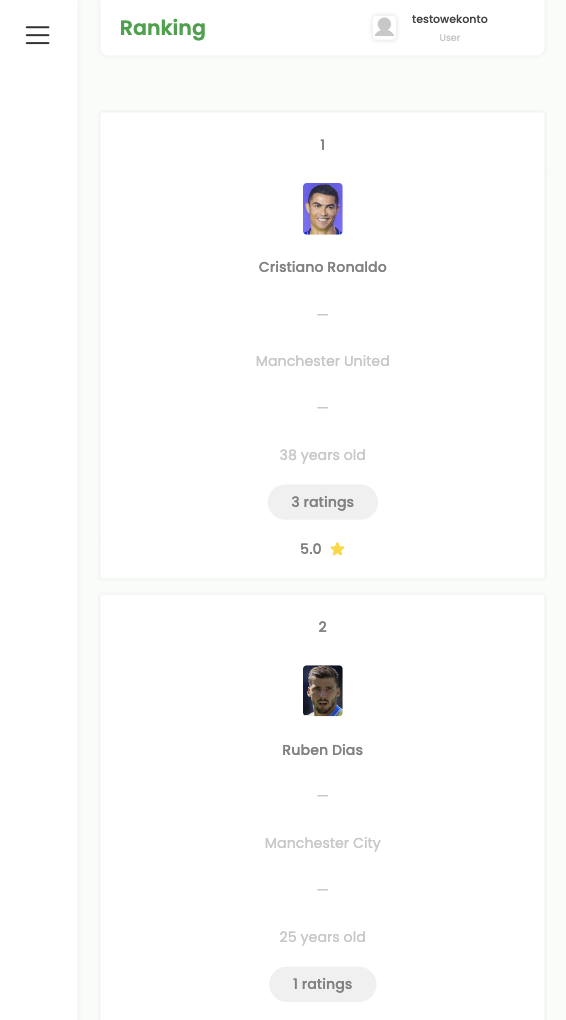 Ranking
testowekonto
User
1
Cristiano Ronaldo
—
Manchester United
—
38 years old
3 ratings
5.0
2
Ruben Dias
—
Manchester City
—
25 years old
1 ratings